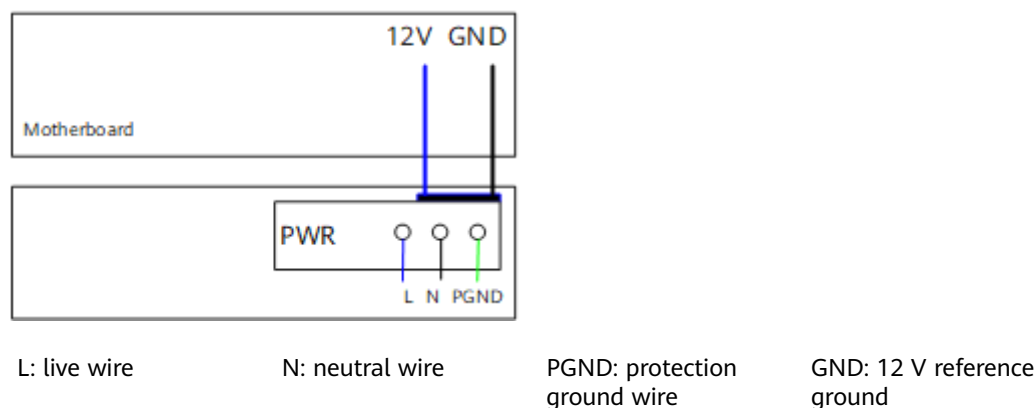 12V GND
Motherboard
PWR
L N PGND
L: live wire
N: neutral wire
PGND: protection
ground wire
GND: 12 V reference
ground